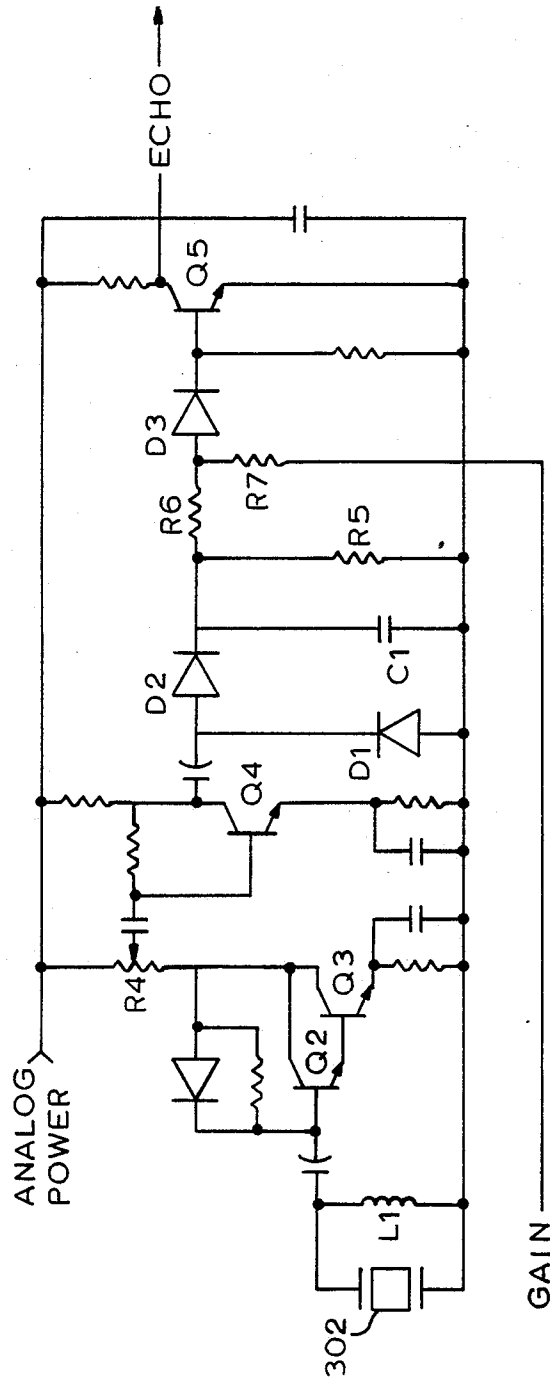 ANALOG
POWER
R4
Q2
Q3
Q4
D1
D2
C1
R5
R6
R7
D3
Q5
ECHO
L1
302
GAIN